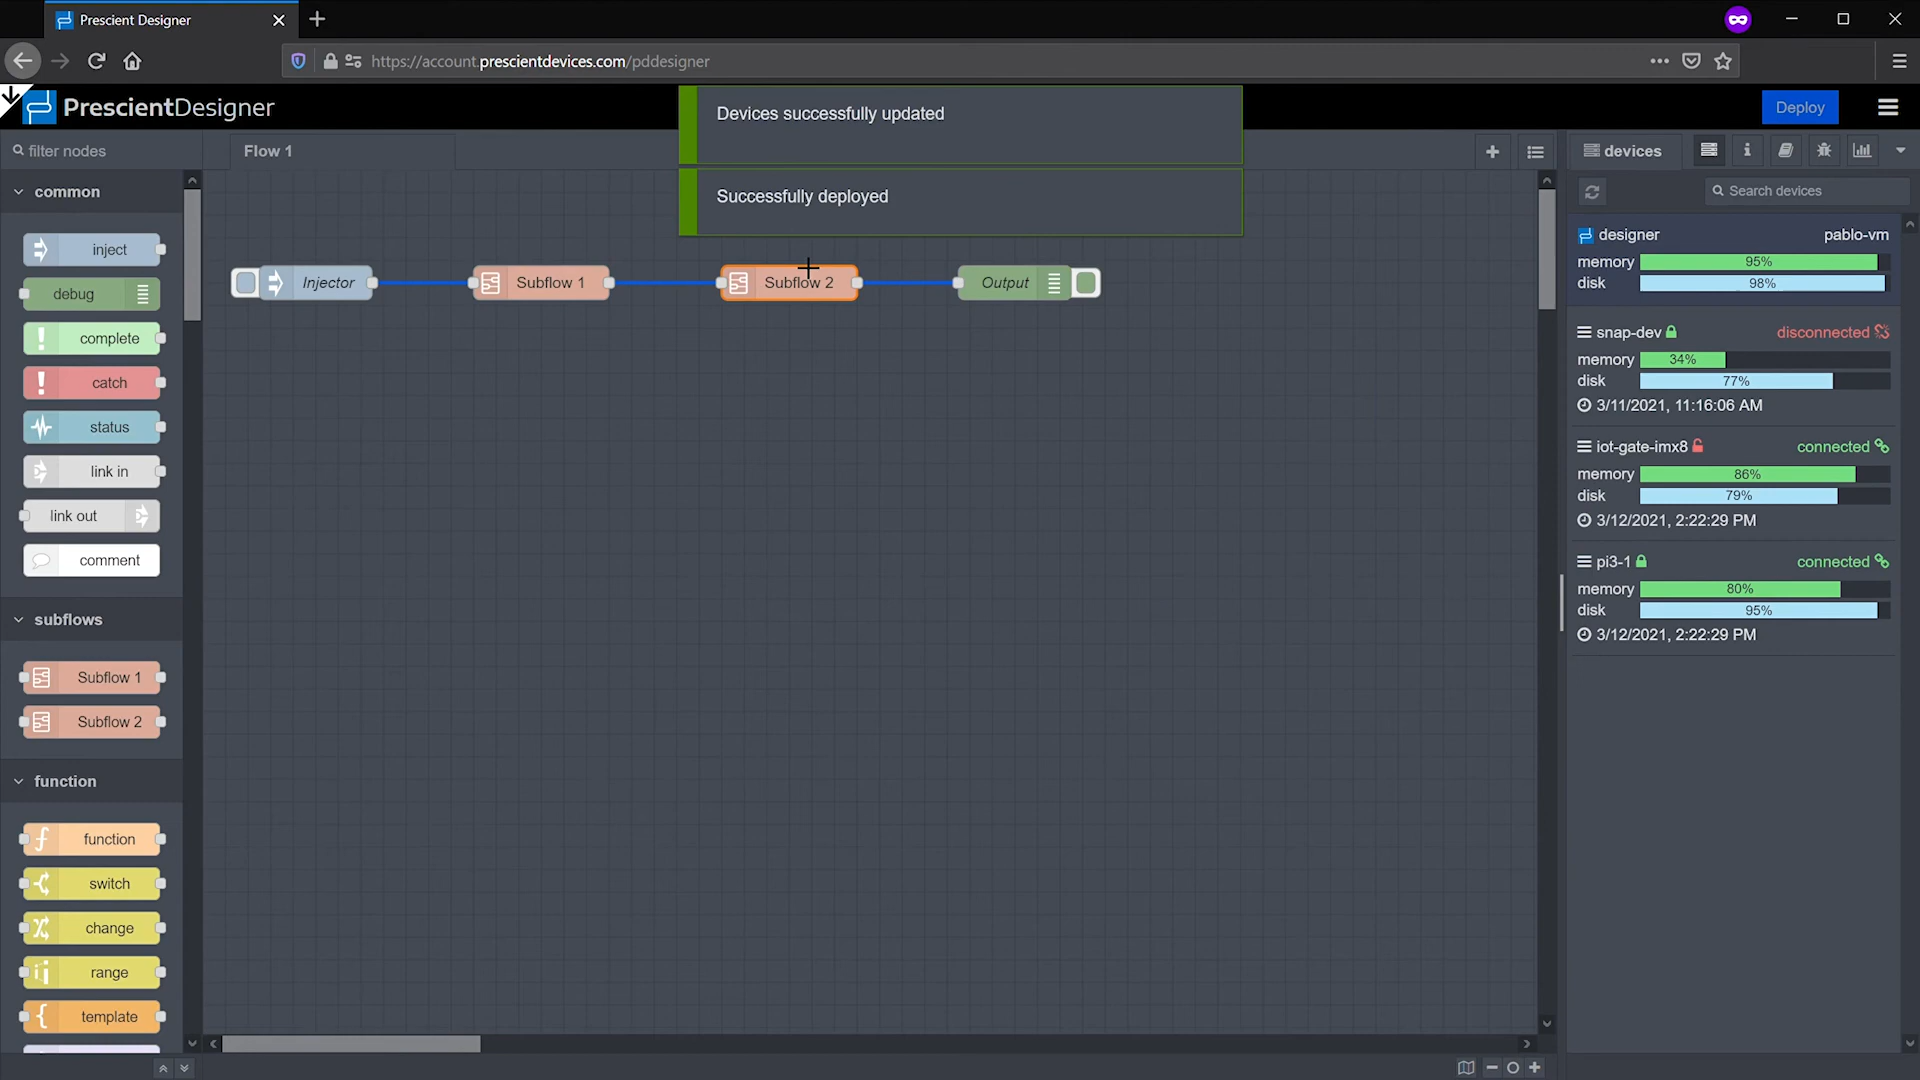 Prescient Designer
https://account.prescientdevices.com/pddesigner
PrescientDesigner
Deploy
Devices successfully updated
Successfully deployed
filter nodes
Flow 1
devices
Search devices
common
inject
debug
complete
catch
status
link in
link out
comment
subflows
Subflow 1
Subflow 2
function
function
switch
change
range
template
Injector
Subflow 1
Subflow 2
Output
designer pablo-vm
memory 95%
disk 98%
snap-dev disconnected
memory 34%
disk 77%
3/11/2021, 11:16:06 AM
iot-gate-imx8 connected
memory 86%
disk 79%
3/12/2021, 2:22:29 PM
pi3-1 connected
memory 80%
disk 95%
3/12/2021, 2:22:29 PM